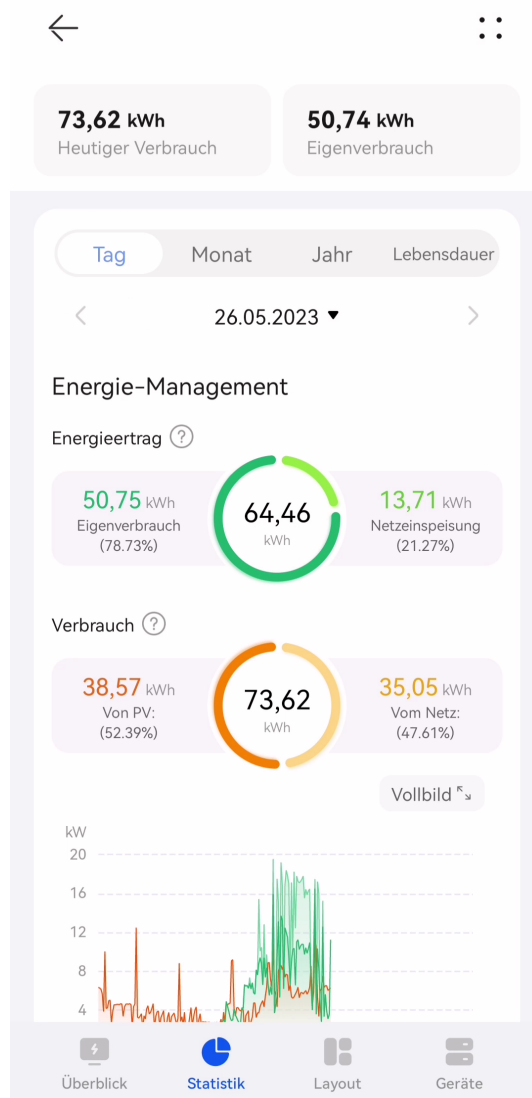 73,62 kWh
Heutiger Verbrauch
50,74 kWh
Eigenverbrauch
Tag Monat Jahr Lebensdauer
26.05.2023
Energie-Management
Energieertrag ?
50,75 kWh
Eigenverbrauch
(78.73%)
64,46
kWh
13,71 kWh
Netzeinspeisung
(21.27%)
Verbrauch ?
38,57 kWh
Von PV:
(52.39%)
73,62
kWh
35,05 kWh
Vom Netz:
(47.61%)
Vollbild
kW
20
16
12
8
4
Überblick Statistik Layout Geräte